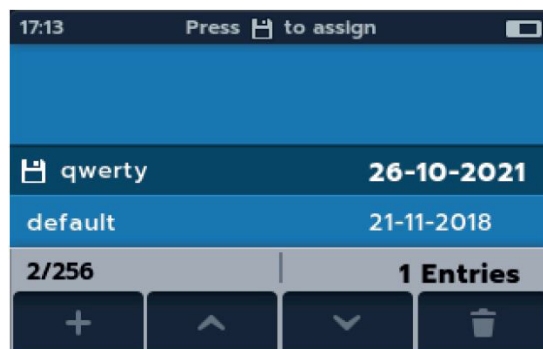 17:13 Press to assign
qwerty 26-10-2021
default 21-11-2018
2/256 1 Entries